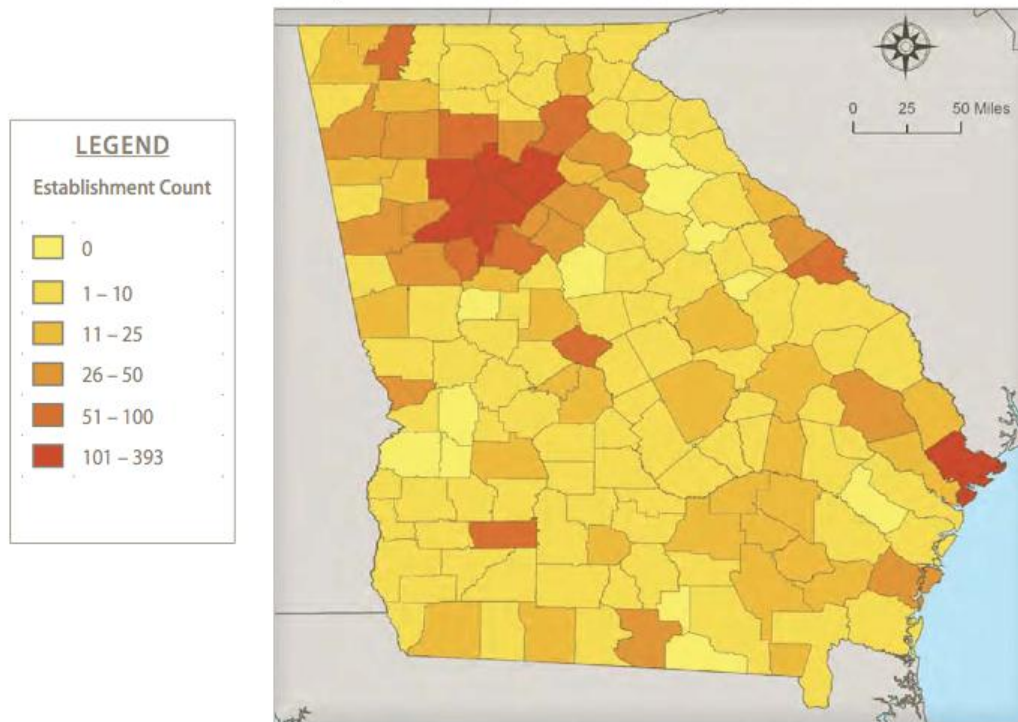 LEGEND
Establishment Count
0
1 – 10
11 – 25
26 – 50
51 – 100
101 – 393
0 25 50 Miles